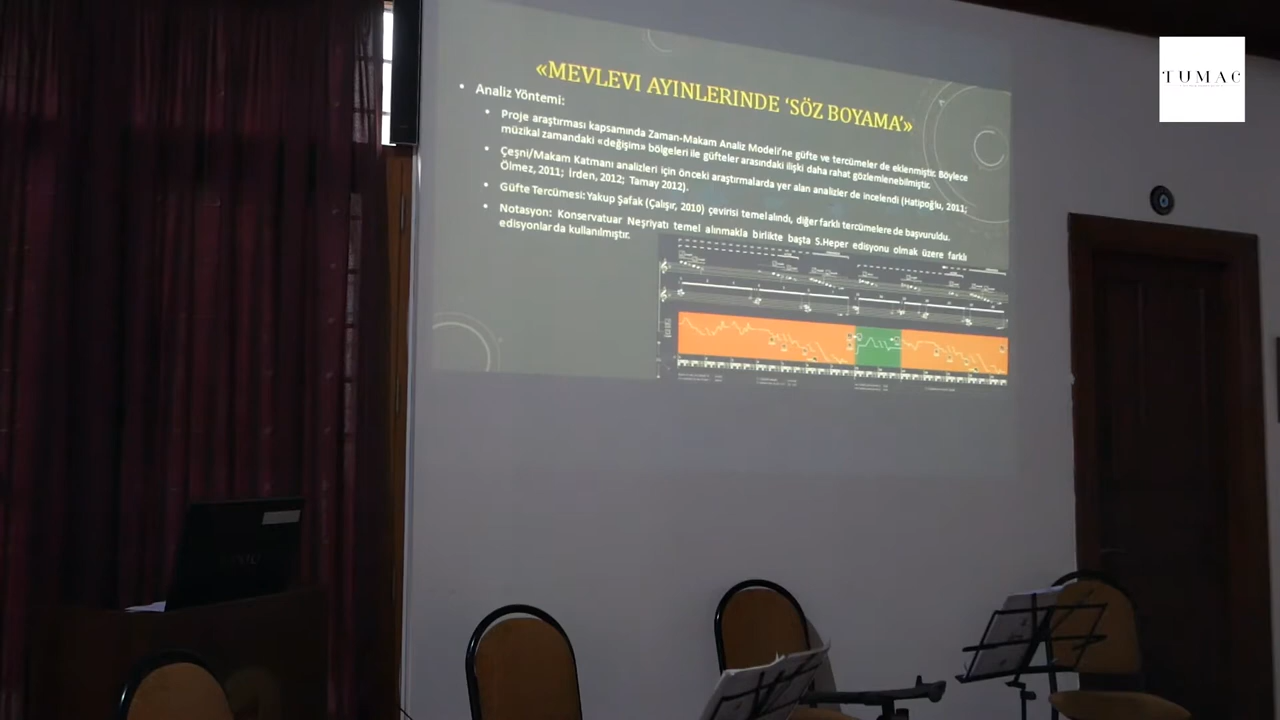 TUMAC
«MEVLEVI AYINLERINDE ‘SÖZ BOYAMA’»
• Analiz Yöntemi:
• Proje araştırması kapsamında Zaman-Makam Analiz Modeli’ne güfte ve tercümeler de eklenmiştir. Böylece
müzikal zamandaki «değişim» bölgeleri ile güfteler arasındaki ilişki daha rahat gözlemlenebilmiştir.
• Çeşni/Makam Katmanı analizleri için önceki araştırmalarda yer alan analizler de incelendi (Hatipoğlu, 2011;
Ölmez, 2011; İrden, 2012; Tamay 2012).
• Güfte Tercümesi: Yakup Şafak (Çalışır, 2010) çevirisi temel alındı, diğer farklı tercümelere de başvuruldu.
• Notasyon: Konservatuar Neşriyatı temel alınmakla birlikte başta S.Heper edisyonu olmak üzere farklı
edisyonlar da kullanılmıştır.